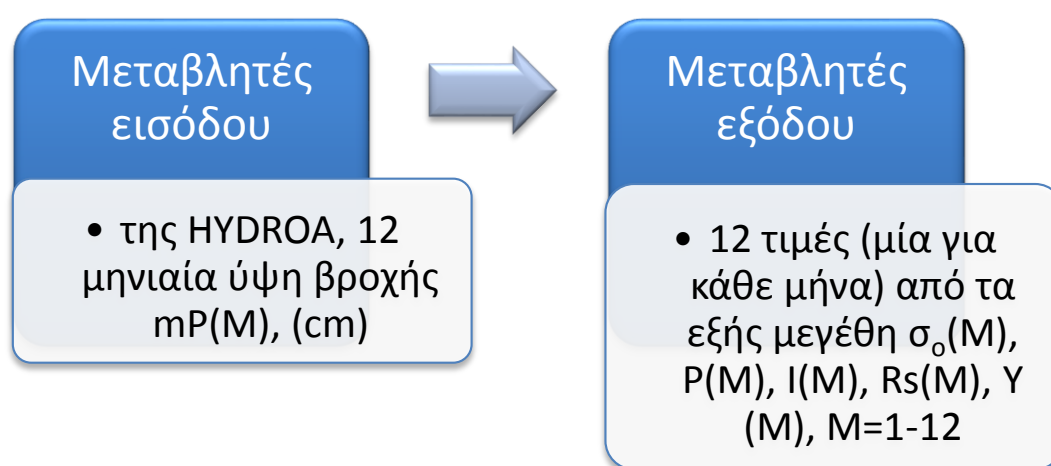 Μεταβλητές
εισόδου
• της HYDROA, 12
μηνιαία ύψη βροχής
mP(M), (cm)
Μεταβλητές
εξόδου
• 12 τιμές (μία για
κάθε μήνα) από τα
εξής μεγέθη σₒ(M),
P(M), I(M), Rs(M), Y
(M), M=1-12